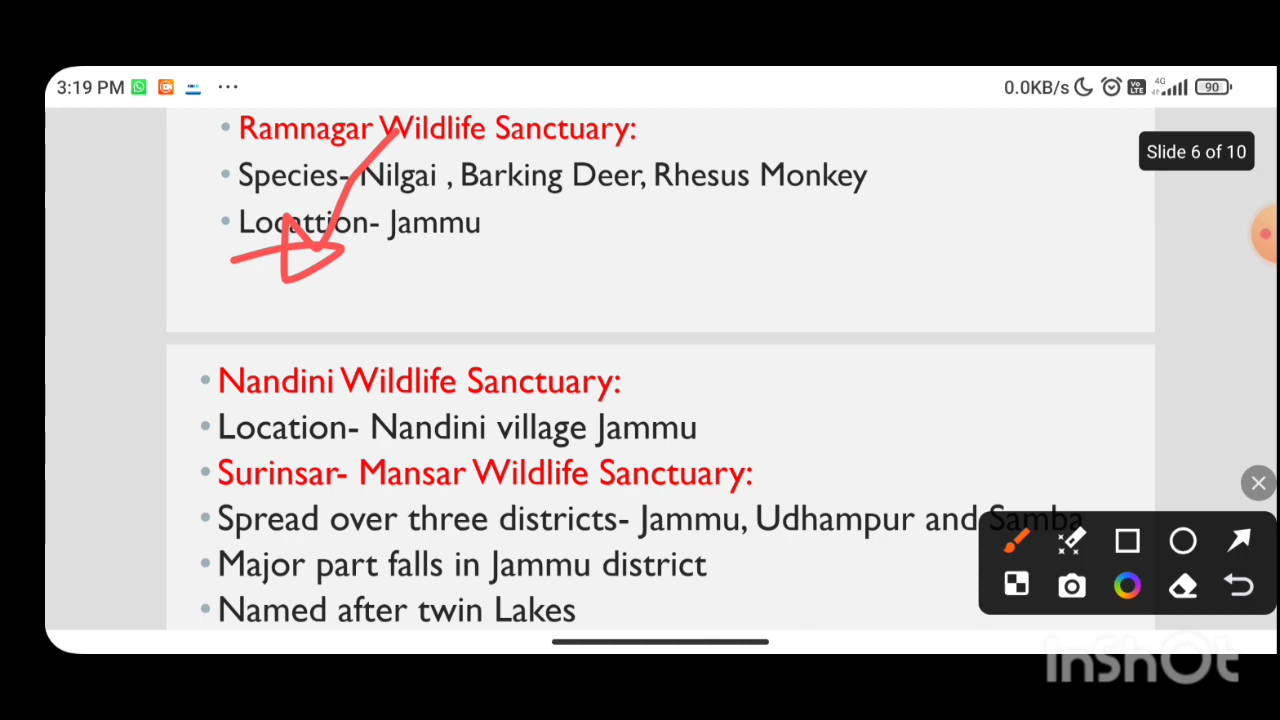 3:19 PM
0.0KB/s 4G 90
Slide 6 of 10
• Ramnagar Wildlife Sanctuary:
• Species- Nilgai , Barking Deer, Rhesus Monkey
• Locattion- Jammu
• Nandini Wildlife Sanctuary:
• Location- Nandini village Jammu
• Surinsar- Mansar Wildlife Sanctuary:
• Spread over three districts- Jammu, Udhampur and Samba
• Major part falls in Jammu district
• Named after twin Lakes
InShOt